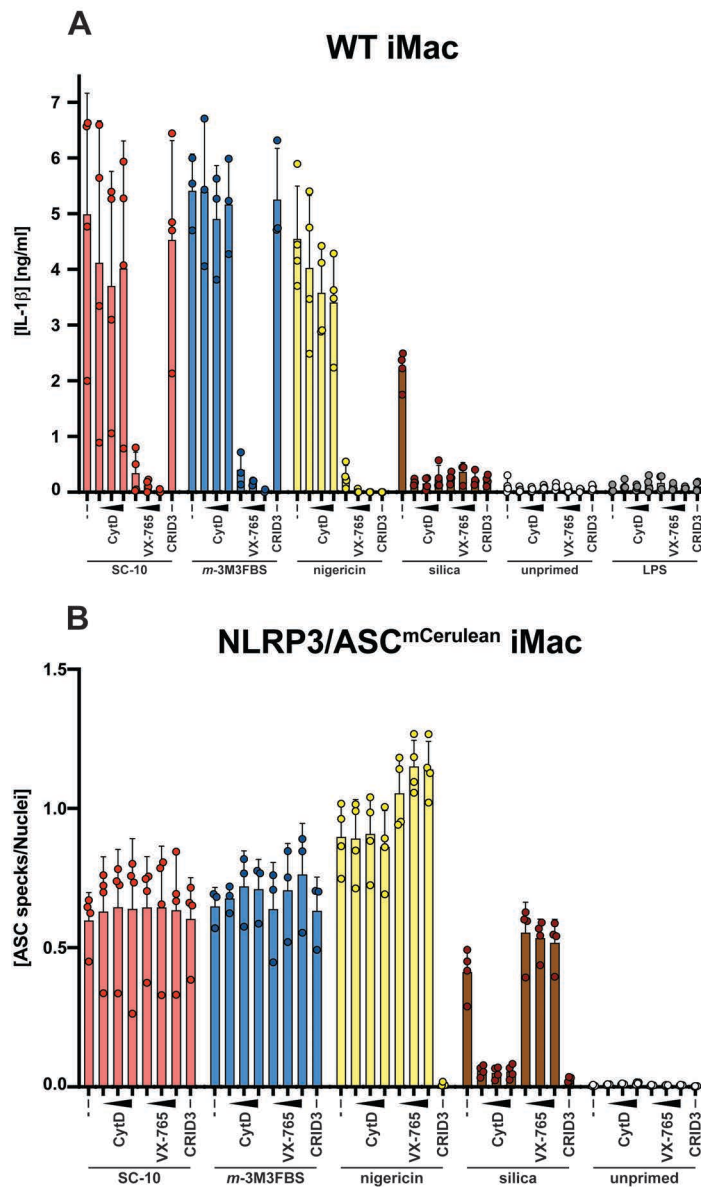 A
WT iMac
[IL-1β] [ng/ml]
7
6
5
4
3
2
1
0
- CytD VX-765 CRID3 - CytD VX-765 CRID3 - CytD VX-765 CRID3 - CytD VX-765 CRID3 - CytD VX-765 CRID3 - CytD VX-765 CRID3
SC-10 m-3M3FBS nigericin silica unprimed LPS
B
NLRP3/ASCmCerulean iMac
[ASC specks/Nuclei]
1.5
1.0
0.5
0.0
- CytD VX-765 CRID3 - CytD VX-765 CRID3 - CytD VX-765 CRID3 - CytD VX-765 CRID3 - CytD VX-765 CRID3
SC-10 m-3M3FBS nigericin silica unprimed